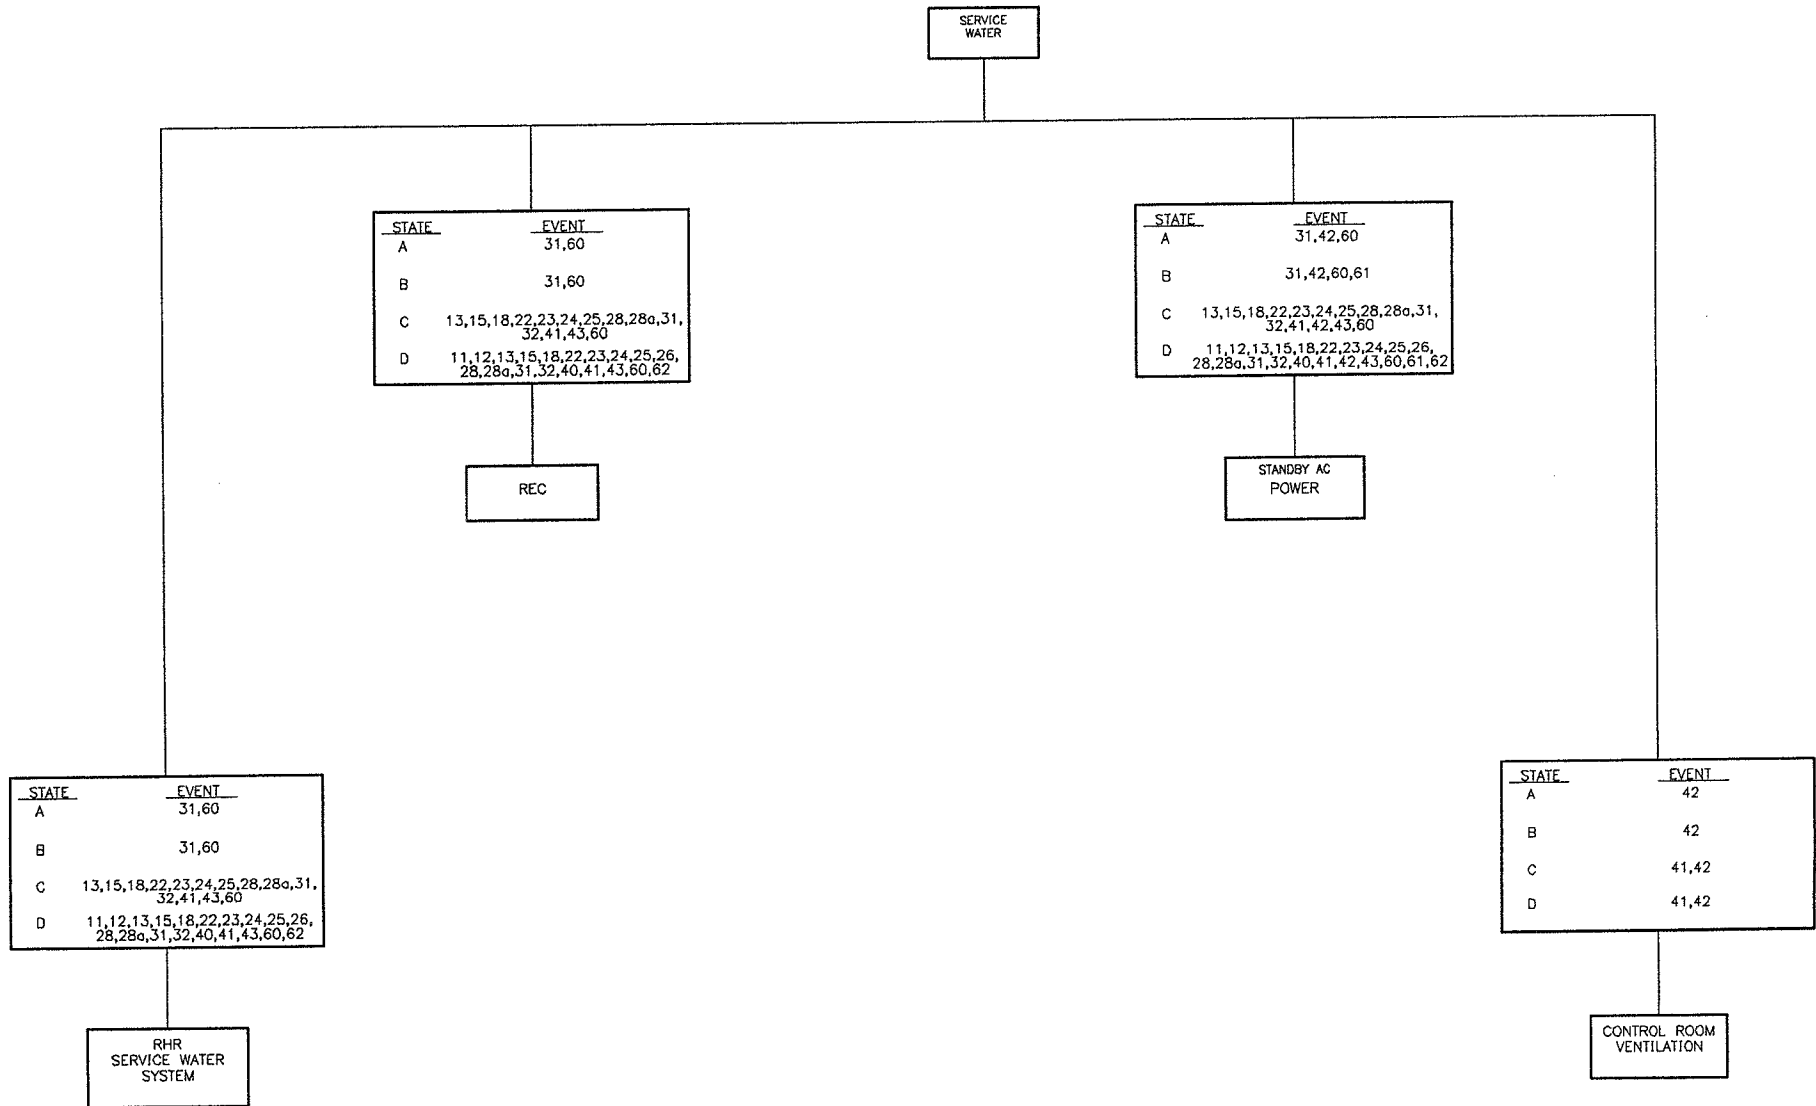 SERVICE
WATER
STATE EVENT
A 31,60
B 31,60
C 13,15,18,22,23,24,25,28,28a,31,
32,41,43,60
D 11,12,13,15,18,22,23,24,25,26,
28,28a,31,32,40,41,43,60,62
REC
STATE EVENT
A 31,42,60
B 31,42,60,61
C 13,15,18,22,23,24,25,28,28a,31,
32,41,42,43,60
D 11,12,13,15,18,22,23,24,25,26,
28,28a,31,32,40,41,42,43,60,61,62
STANDBY AC
POWER
STATE EVENT
A 31,60
B 31,60
C 13,15,18,22,23,24,25,28,28a,31,
32,41,43,60
D 11,12,13,15,18,22,23,24,25,26,
28,28a,31,32,40,41,43,60,62
RHR
SERVICE WATER
SYSTEM
STATE EVENT
A 42
B 42
C 41,42
D 41,42
CONTROL ROOM
VENTILATION